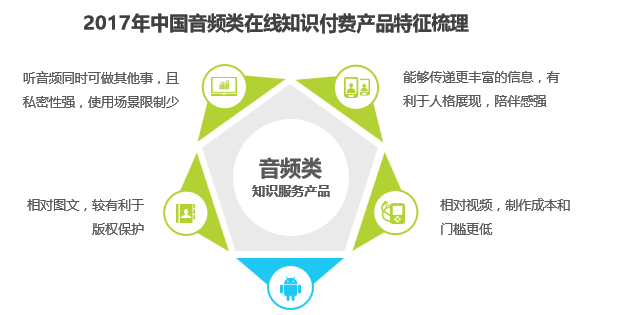 2017年中国音频类在线知识付费产品特征梳理
听音频同时可做其他事，且
私密性强，使用场景限制少
能够传递更丰富的信息，有
利于人格展现，陪伴感强
音频类
知识服务产品
相对图文，较有利于
版权保护
相对视频，制作成本和
门槛更低